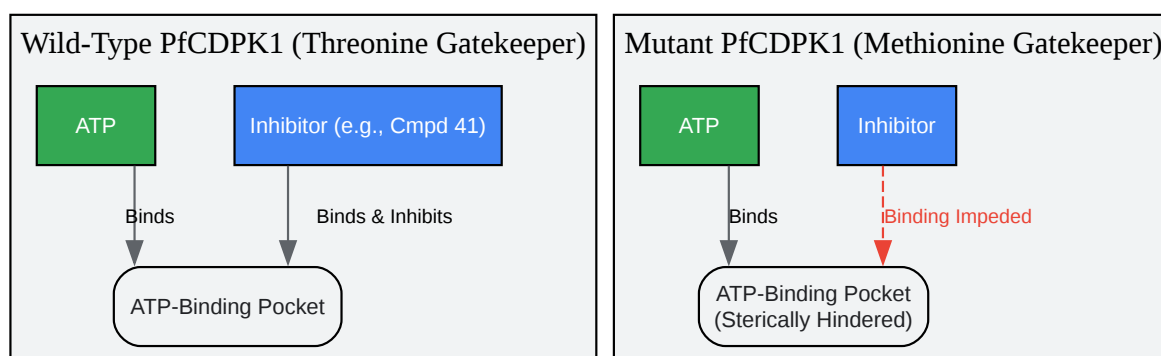 Wild-Type PfCDPK1 (Threonine Gatekeeper)
ATP
Inhibitor (e.g., Cmpd 41)
Binds
Binds & Inhibits
ATP-Binding Pocket
Mutant PfCDPK1 (Methionine Gatekeeper)
ATP
Inhibitor
Binds
Binding Impeded
ATP-Binding Pocket
(Sterically Hindered)